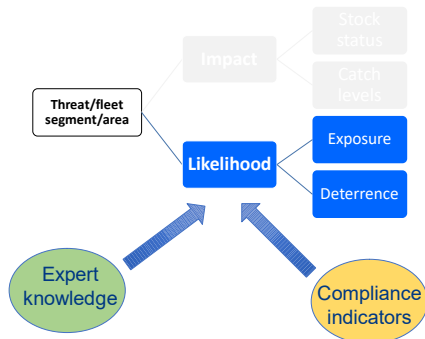 Stock
status
Impact
Catch
levels
Threat/fleet
segment/area
Exposure
Likelihood
Deterrence
Expert
knowledge
Compliance
indicators